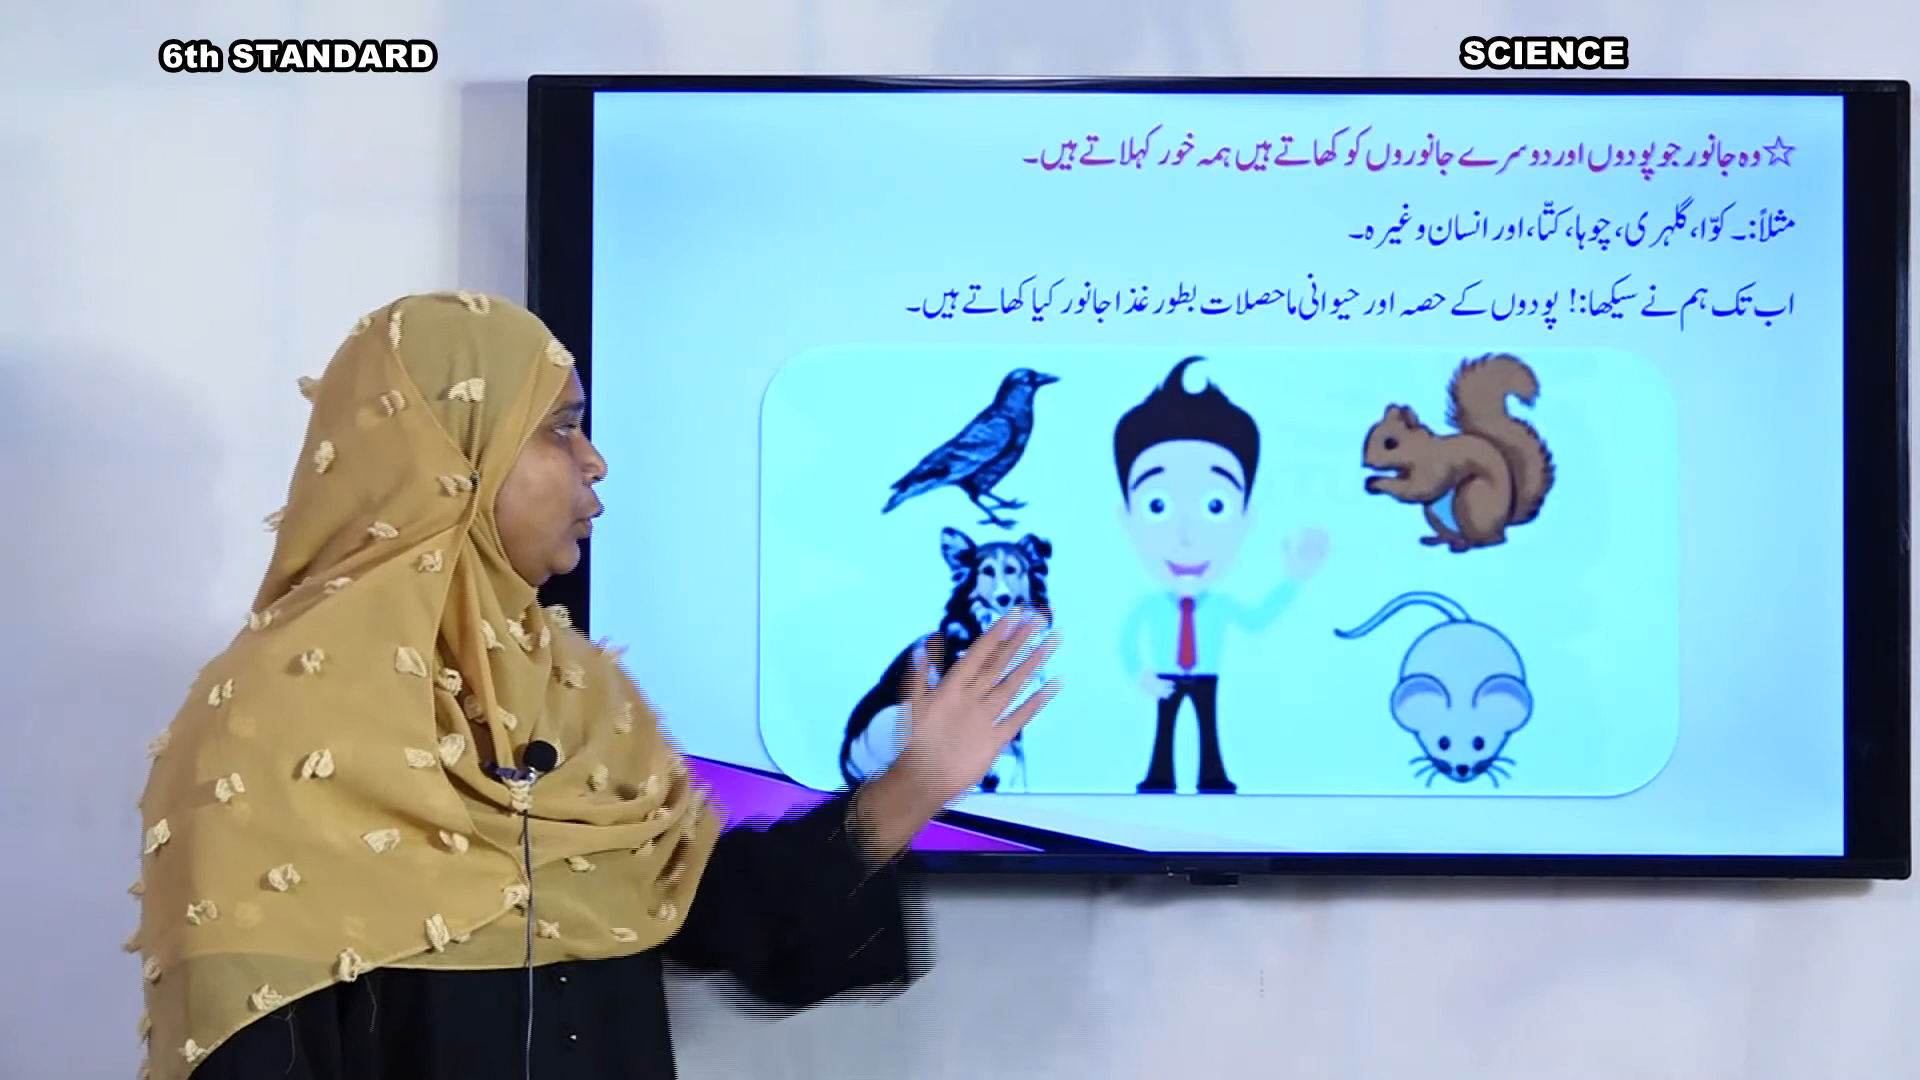 6th STANDARD
SCIENCE
☆وہ جانور جو پودوں اور دوسرے جانوروں کو کھاتے ہیں ہمہ خور کہلاتے ہیں۔
مثلاً:۔ کوّا، گلہری، چوہا، کتّا، اور انسان وغیرہ۔
اب تک ہم نے سیکھا:! پودوں کے حصہ اور حیوانی ماحصلات بطور غذا جانور کیا کھاتے ہیں۔